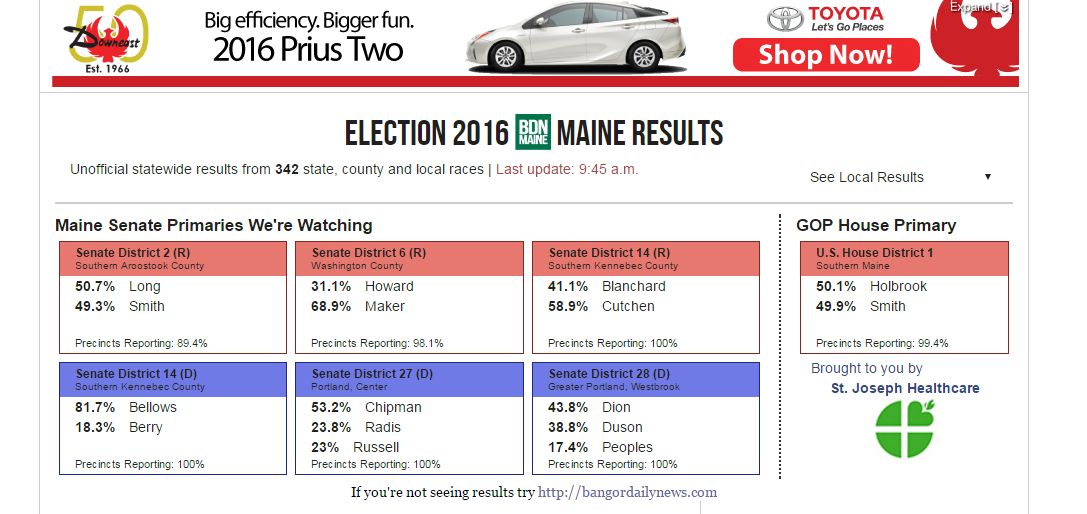 50
Downeast
Est. 1966
Big efficiency. Bigger fun.
2016 Prius Two
TOYOTA
Let's Go Places
Shop Now!
Expand [
ELECTION 2016 BDN MAINE MAINE RESULTS
Unofficial statewide results from 342 state, county and local races | Last update: 9:45 a.m.
See Local Results
Maine Senate Primaries We're Watching
Senate District 2 (R)
Southern Aroostook County
50.7% Long
49.3% Smith
Precincts Reporting: 89.4%
Senate District 6 (R)
Washington County
31.1% Howard
68.9% Maker
Precincts Reporting: 98.1%
Senate District 14 (R)
Southern Kennebec County
41.1% Blanchard
58.9% Cutchen
Precincts Reporting: 100%
Senate District 14 (D)
Southern Kennebec County
81.7% Bellows
18.3% Berry
Precincts Reporting: 100%
Senate District 27 (D)
Portland, Center
53.2% Chipman
23.8% Radis
23% Russell
Precincts Reporting: 100%
Senate District 28 (D)
Greater Portland, Westbrook
43.8% Dion
38.8% Duson
17.4% Peoples
Precincts Reporting: 100%
GOP House Primary
U.S. House District 1
Southern Maine
50.1% Holbrook
49.9% Smith
Precincts Reporting: 99.4%
Brought to you by
St. Joseph Healthcare
If you're not seeing results try http://bangordailynews.com